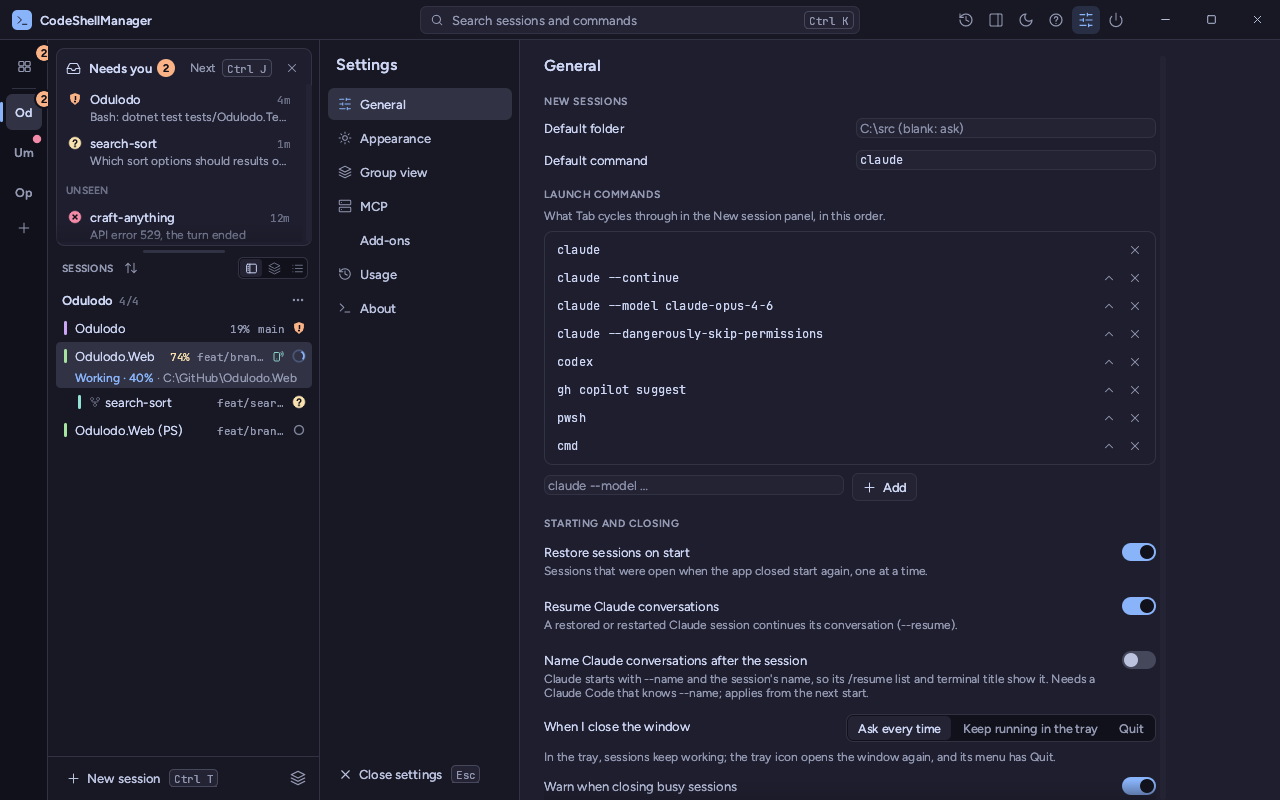 CodeShellManager
Search sessions and commands
Ctrl K
2
2
Od
Um
Op
Needs you 2 Next Ctrl J
Odulodo 4m
Bash: dotnet test tests/Odulodo.Te…
search-sort 1m
Which sort options should results o…
UNSEEN
craft-anything 12m
API error 529, the turn ended
SESSIONS
Odulodo 4/4
Odulodo 19% main
Odulodo.Web 74% feat/bran…
Working · 40% · C:\GitHub\Odulodo.Web
search-sort feat/sear…
Odulodo.Web (PS) feat/bran…
New session Ctrl T
Settings
General
Appearance
Group view
MCP
Add-ons
Usage
About
Close settings Esc
General
NEW SESSIONS
Default folder C:\src (blank: ask)
Default command claude
LAUNCH COMMANDS
What Tab cycles through in the New session panel, in this order.
claude
claude --continue
claude --model claude-opus-4-6
claude --dangerously-skip-permissions
codex
gh copilot suggest
pwsh
cmd
claude --model ... Add
STARTING AND CLOSING
Restore sessions on start
Sessions that were open when the app closed start again, one at a time.
Resume Claude conversations
A restored or restarted Claude session continues its conversation (--resume).
Name Claude conversations after the session
Claude starts with --name and the session's name, so its /resume list and terminal title show it. Needs a
Claude Code that knows --name; applies from the next start.
When I close the window Ask every time Keep running in the tray Quit
In the tray, sessions keep working; the tray icon opens the window again, and its menu has Quit.
Warn when closing busy sessions